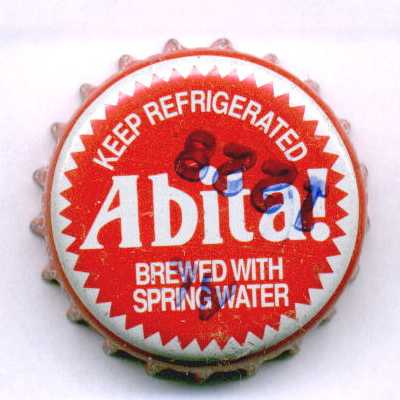 KEEP REFRIGERATED
Abita!
BREWED WITH
SPRING WATER